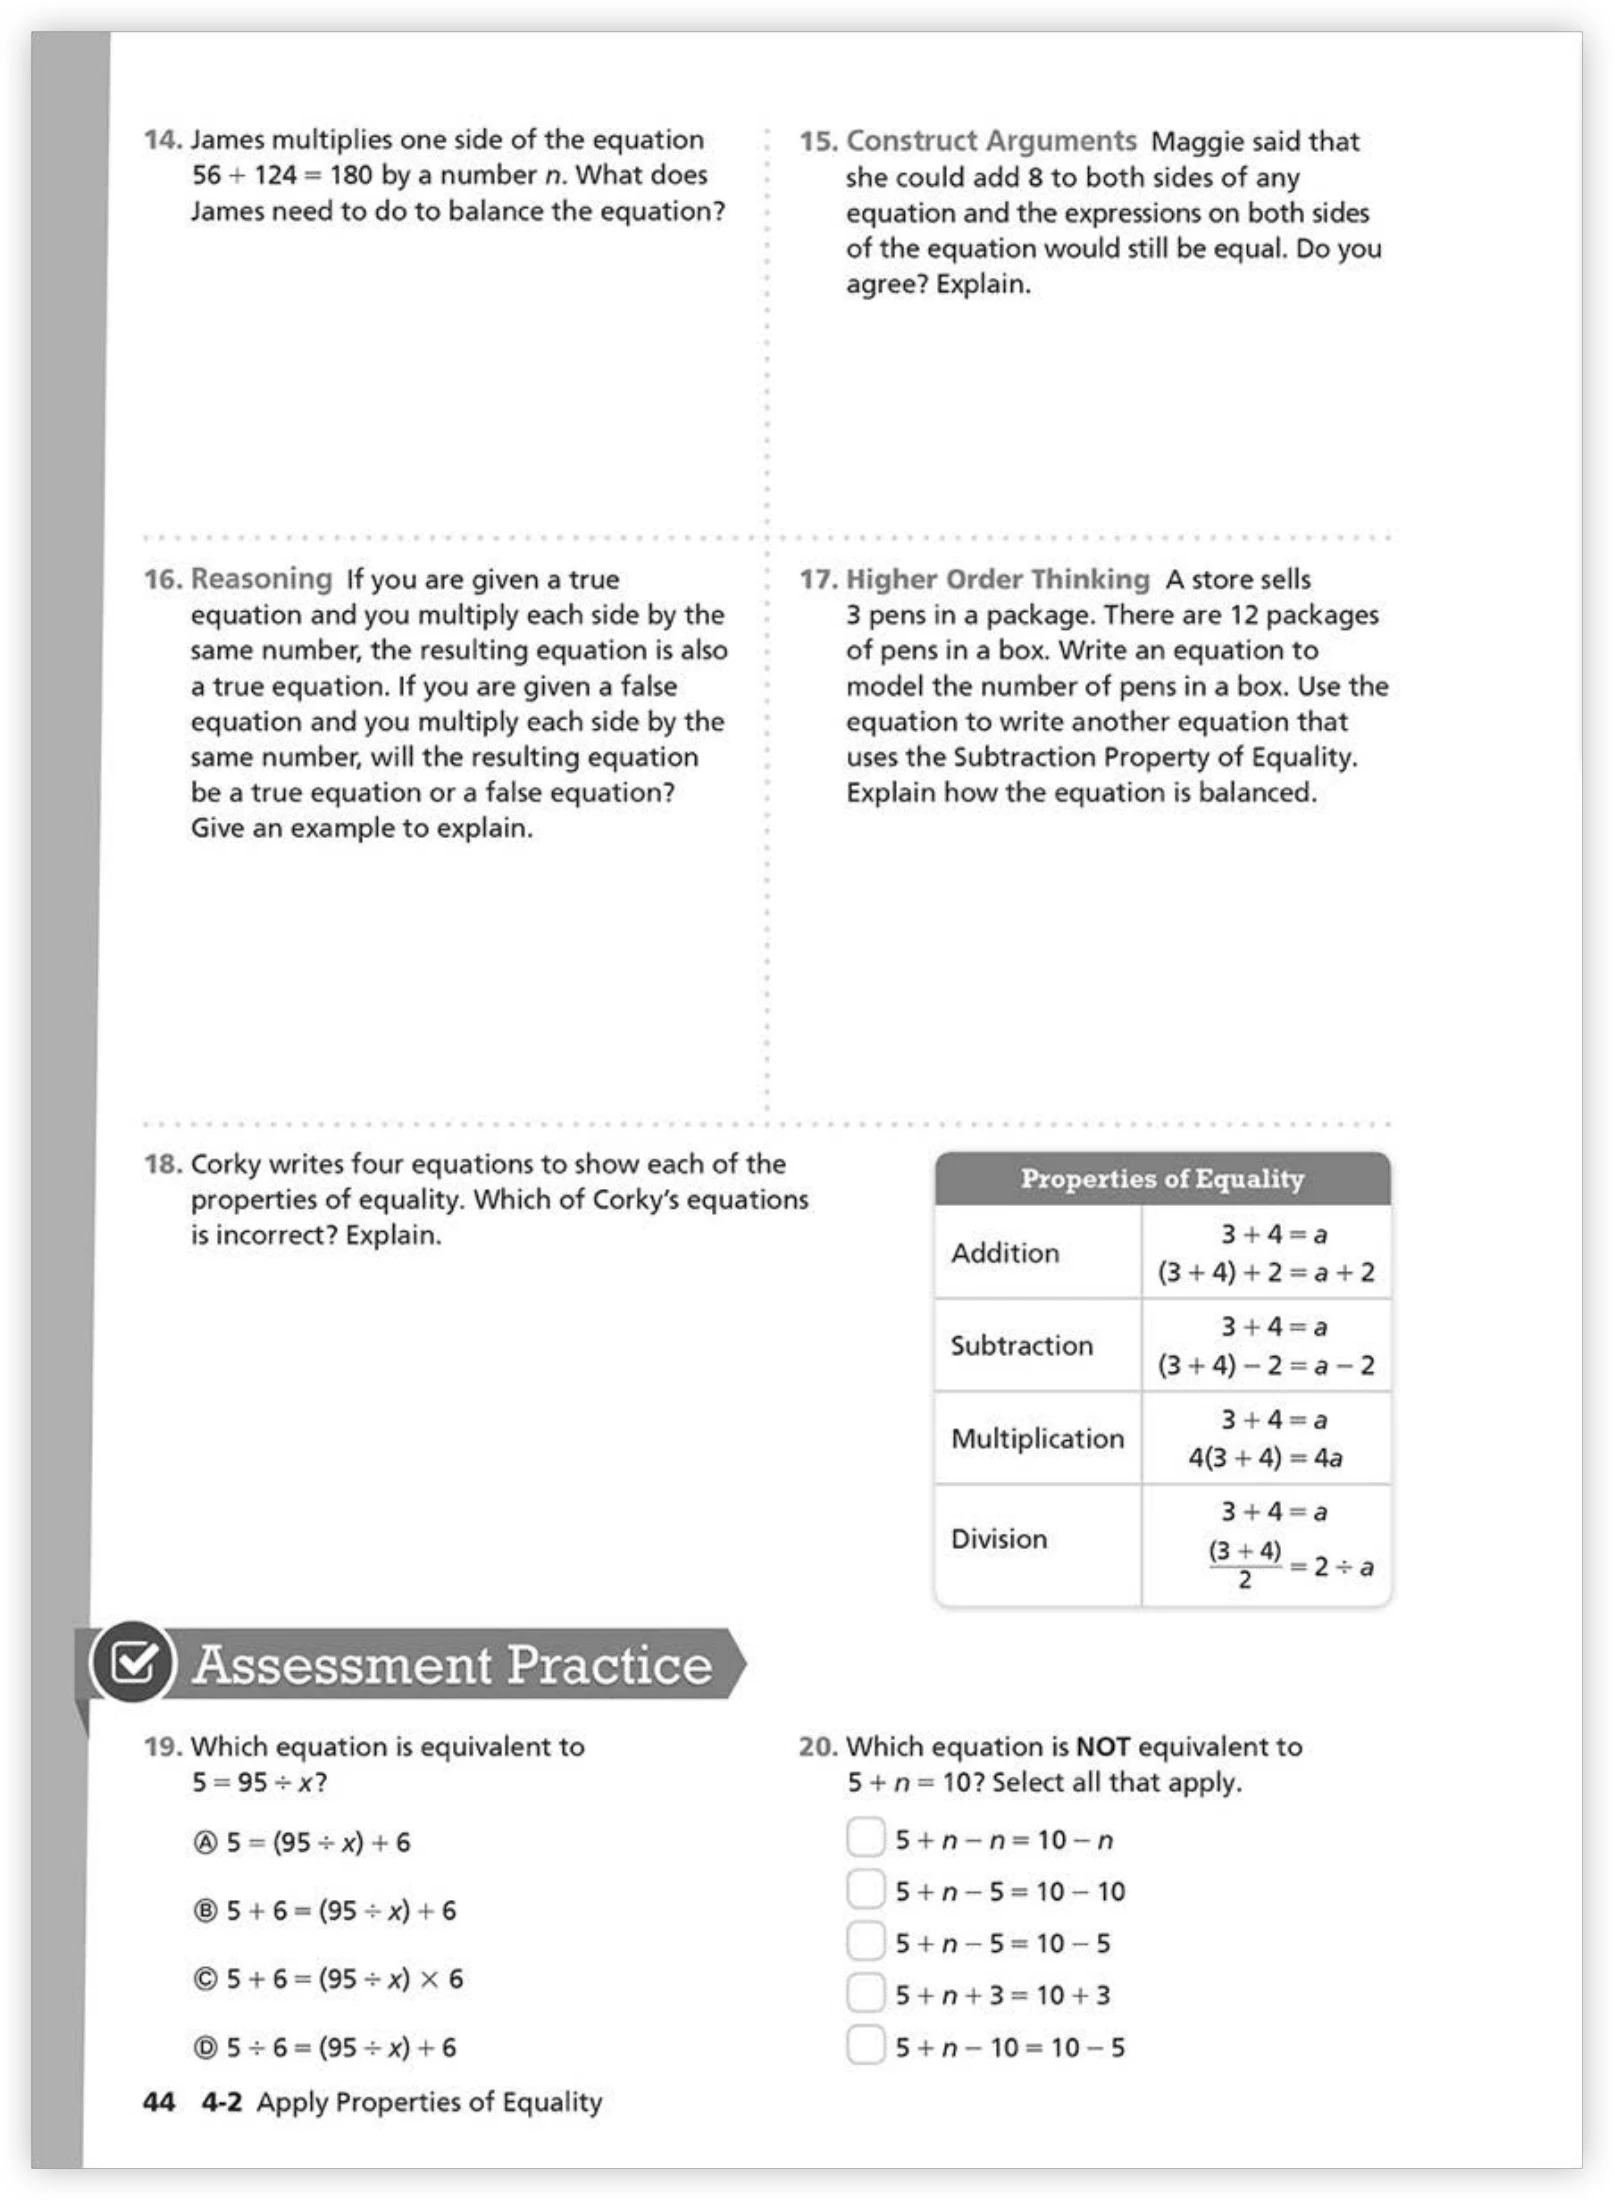 14. James multiplies one side of the equation
56 + 124 = 180 by a number n. What does
James need to do to balance the equation?
15. Construct Arguments Maggie said that
she could add 8 to both sides of any
equation and the expressions on both sides
of the equation would still be equal. Do you
agree? Explain.
16. Reasoning If you are given a true
equation and you multiply each side by the
same number, the resulting equation is also
a true equation. If you are given a false
equation and you multiply each side by the
same number, will the resulting equation
be a true equation or a false equation?
Give an example to explain.
17. Higher Order Thinking A store sells
3 pens in a package. There are 12 packages
of pens in a box. Write an equation to
model the number of pens in a box. Use the
equation to write another equation that
uses the Subtraction Property of Equality.
Explain how the equation is balanced.
18. Corky writes four equations to show each of the
properties of equality. Which of Corky's equations
is incorrect? Explain.
Properties of Equality
Addition
3 + 4 = a
(3 + 4) + 2 = a + 2
Subtraction
3 + 4 = a
(3 + 4) − 2 = a − 2
Multiplication
3 + 4 = a
4(3 + 4) = 4a
Division
3 + 4 = a
(3 + 4)
2
= 2 ÷ a
Assessment Practice
19. Which equation is equivalent to
5 = 95 ÷ x?
Ⓐ 5 = (95 ÷ x) + 6
Ⓑ 5 + 6 = (95 ÷ x) + 6
Ⓒ 5 + 6 = (95 ÷ x) × 6
Ⓓ 5 ÷ 6 = (95 ÷ x) + 6
20. Which equation is NOT equivalent to
5 + n = 10? Select all that apply.
5 + n − n = 10 − n
5 + n − 5 = 10 − 10
5 + n − 5 = 10 − 5
5 + n + 3 = 10 + 3
5 + n − 10 = 10 − 5
44 4-2 Apply Properties of Equality